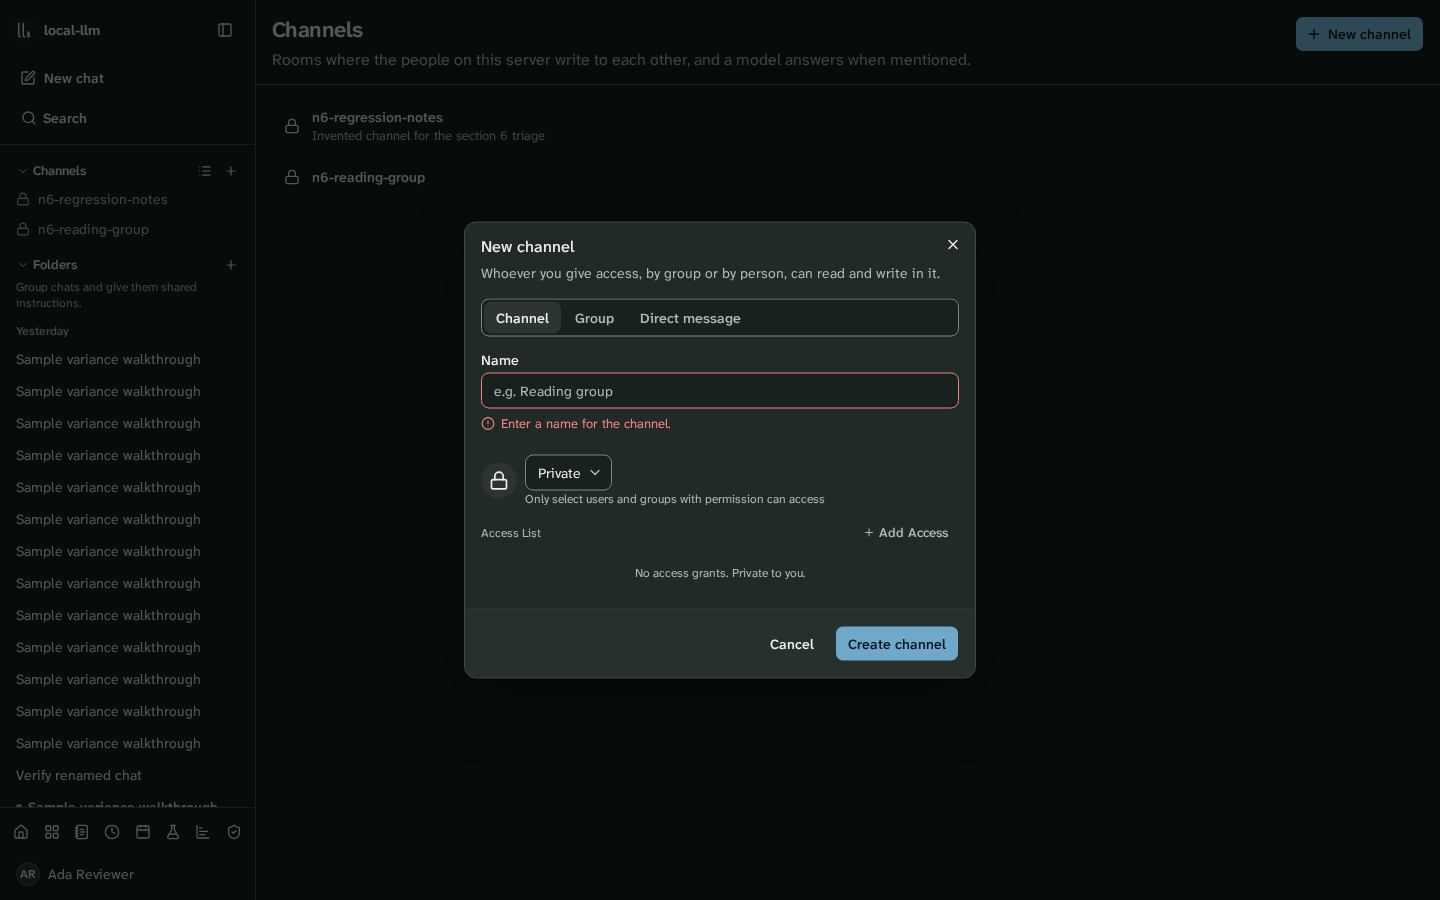 local-llm
New chat
Search
Channels
n6-regression-notes
n6-reading-group
Folders
Group chats and give them shared
instructions.
Yesterday
Sample variance walkthrough
Sample variance walkthrough
Sample variance walkthrough
Sample variance walkthrough
Sample variance walkthrough
Sample variance walkthrough
Sample variance walkthrough
Sample variance walkthrough
Sample variance walkthrough
Sample variance walkthrough
Sample variance walkthrough
Sample variance walkthrough
Sample variance walkthrough
Verify renamed chat
Sample variance walkthrough
AR Ada Reviewer
Channels
Rooms where the people on this server write to each other, and a model answers when mentioned.
New channel
n6-regression-notes
Invented channel for the section 6 triage
n6-reading-group
New channel
Whoever you give access, by group or by person, can read and write in it.
Channel Group Direct message
Name
e.g. Reading group
Enter a name for the channel.
Private
Only select users and groups with permission can access
Access List
Add Access
No access grants. Private to you.
Cancel Create channel